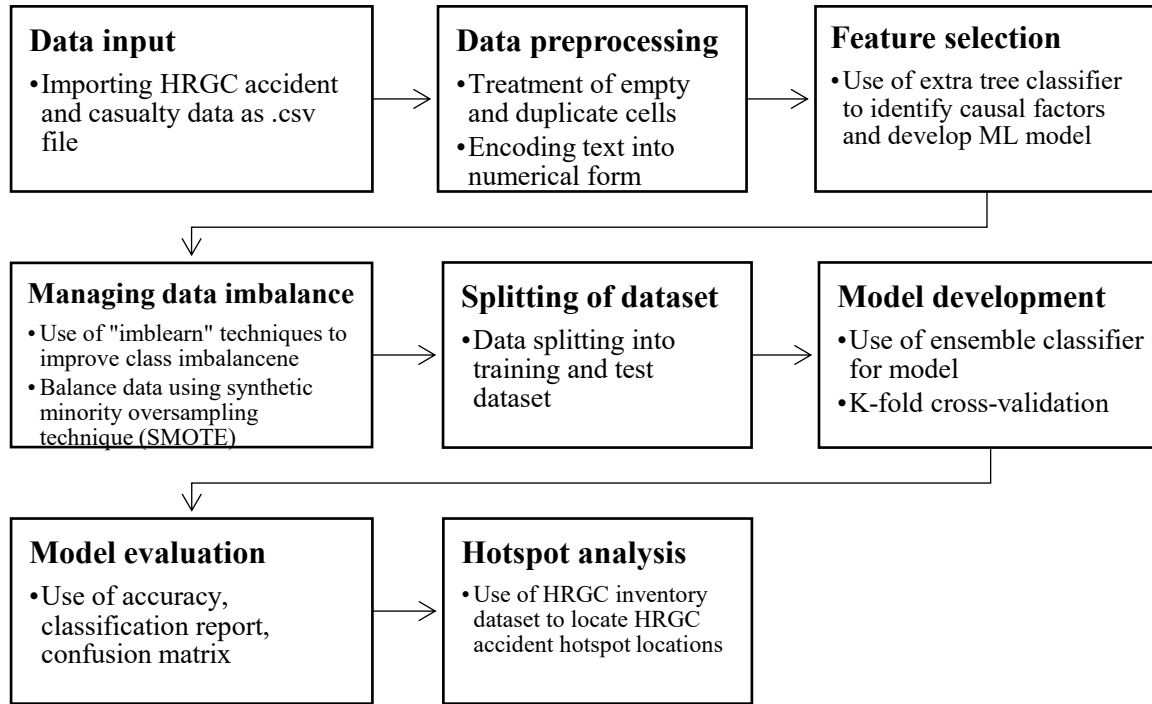 Data input
•Importing HRGC accident
and casualty data as .csv
file
Data preprocessing
•Treatment of empty
and duplicate cells
•Encoding text into
numerical form
Feature selection
•Use of extra tree classifier
to identify causal factors
and develop ML model
Managing data imbalance
•Use of "imblearn" techniques to
improve class imbalancene
•Balance data using synthetic
minority oversampling
technique (SMOTE)
Splitting of dataset
•Data splitting into
training and test
dataset
Model development
•Use of ensemble classifier
for model
•K-fold cross-validation
Model evaluation
•Use of accuracy,
classification report,
confusion matrix
Hotspot analysis
•Use of HRGC inventory
dataset to locate HRGC
accident hotspot locations